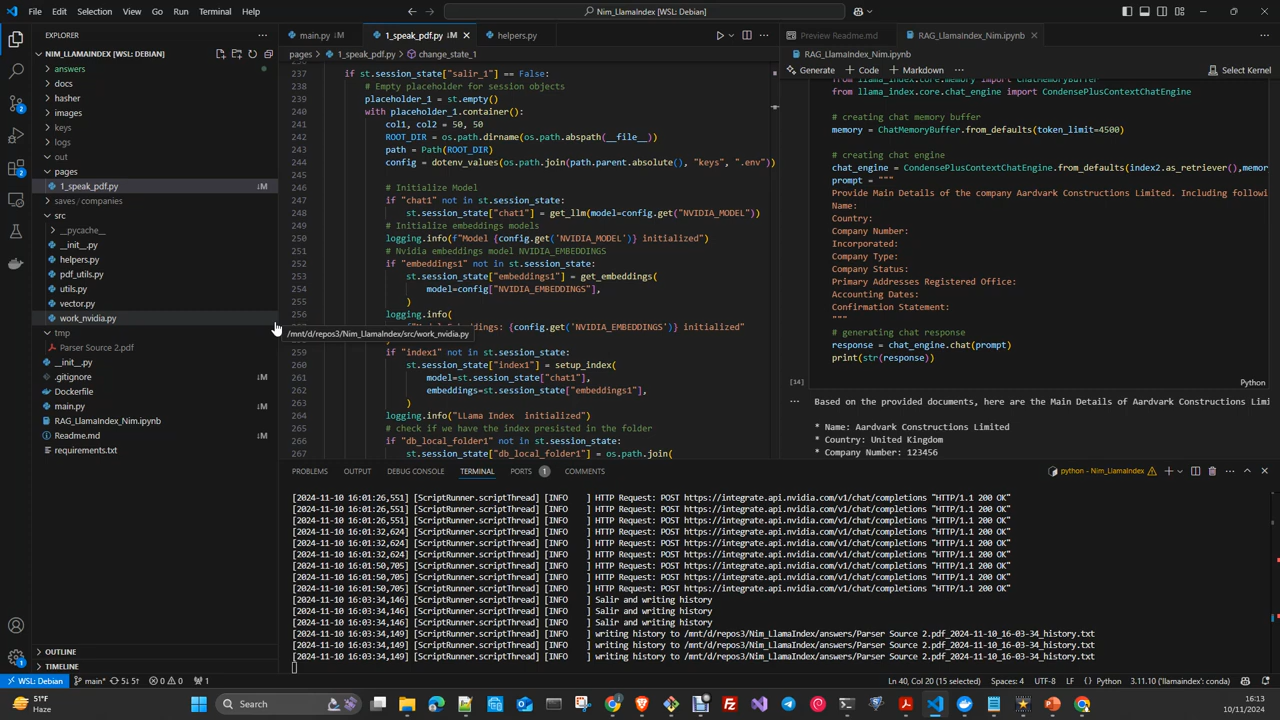 File Edit Selection View Go Run Terminal Help
Nim_LlamaIndex [WSL: Debian]
EXPLORER
NIM_LLAMAINDEX [WSL: DEBIAN]
answers
docs
hasher
images
keys
logs
out
pages
1_speak_pdf.py M
saves / companies
src
__pycache__
__init__.py
helpers.py
pdf_utils.py
utils.py
vector.py
work_nvidia.py
tmp
Parser Source 2.pdf
__init__.py
.gitignore M
Dockerfile
main.py M
RAG_LlamaIndex_Nim.ipynb
Readme.md M
requirements.txt
OUTLINE
TIMELINE
main.py M 1_speak_pdf.py M helpers.py
pages > 1_speak_pdf.py > change_state_1
237 if st.session_state["salir_1"] == False:
238 # Empty placeholder for session objects
239 placeholder_1 = st.empty()
240 with placeholder_1.container():
241 col1, col2 = 50, 50
242 ROOT_DIR = os.path.dirname(os.path.abspath(__file__))
243 path = Path(ROOT_DIR)
244 config = dotenv_values(os.path.join(path.parent.absolute(), "keys", ".env"))
245
246 # Initialize Model
247 if "chat1" not in st.session_state:
248 st.session_state["chat1"] = get_llm(model=config.get("NVIDIA_MODEL"))
249 # Initialize embeddings models
250 logging.info(f"Model {config.get('NVIDIA_MODEL')} initialized")
251 # Nvidia embeddings model NVIDIA_EMBEDDINGS
252 if "embeddings1" not in st.session_state:
253 st.session_state["embeddings1"] = get_embeddings(
254 model=config["NVIDIA_EMBEDDINGS"],
255 )
256 logging.info(
Embeddings: {config.get('NVIDIA_EMBEDDINGS')} initialized"
/mnt/d/repos3/Nim_LlamaIndex/src/work_nvidia.py
259 if "index1" not in st.session_state:
260 st.session_state["index1"] = setup_index(
261 model=st.session_state["chat1"],
262 embeddings=st.session_state["embeddings1"],
263 )
264 logging.info("LLama Index initialized")
265 # check if we have the index presisted in the folder
266 if "db_local_folder1" not in st.session_state:
267 st.session_state["db_local_folder1"] = os.path.join(
Preview Readme.md RAG_LlamaIndex_Nim.ipynb
RAG_LlamaIndex_Nim.ipynb
Generate + Code + Markdown ... Select Kernel
from llama_index.core.memory import ChatMemoryBuffer
from llama_index.core.chat_engine import CondensePlusContextChatEngine
# creating chat memory buffer
memory = ChatMemoryBuffer.from_defaults(token_limit=4500)
# creating chat engine
chat_engine = CondensePlusContextChatEngine.from_defaults(index2.as_retriever(),memor
prompt = """
Provide Main Details of the company Aardvark Constructions Limited. Including followi
Name:
Country:
Company Number:
Incorporated:
Company Type:
Company Status:
Primary Addresses Registered Office:
Accounting Dates:
Confirmation Statement:
"""
# generating chat response
response = chat_engine.chat(prompt)
print(str(response))
[14] Python
... Based on the provided documents, here are the Main Details of Aardvark Constructions Limi
* Name: Aardvark Constructions Limited
* Country: United Kingdom
* Company Number: 123456
PROBLEMS OUTPUT DEBUG CONSOLE TERMINAL PORTS 1 COMMENTS
python - Nim_LlamaIndex
[2024-11-10 16:01:26,551] [ScriptRunner.scriptThread] [INFO ] HTTP Request: POST https://integrate.api.nvidia.com/v1/chat/completions "HTTP/1.1 200 OK"
[2024-11-10 16:01:26,551] [ScriptRunner.scriptThread] [INFO ] HTTP Request: POST https://integrate.api.nvidia.com/v1/chat/completions "HTTP/1.1 200 OK"
[2024-11-10 16:01:26,551] [ScriptRunner.scriptThread] [INFO ] HTTP Request: POST https://integrate.api.nvidia.com/v1/chat/completions "HTTP/1.1 200 OK"
[2024-11-10 16:01:32,624] [ScriptRunner.scriptThread] [INFO ] HTTP Request: POST https://integrate.api.nvidia.com/v1/chat/completions "HTTP/1.1 200 OK"
[2024-11-10 16:01:32,624] [ScriptRunner.scriptThread] [INFO ] HTTP Request: POST https://integrate.api.nvidia.com/v1/chat/completions "HTTP/1.1 200 OK"
[2024-11-10 16:01:32,624] [ScriptRunner.scriptThread] [INFO ] HTTP Request: POST https://integrate.api.nvidia.com/v1/chat/completions "HTTP/1.1 200 OK"
[2024-11-10 16:01:50,705] [ScriptRunner.scriptThread] [INFO ] HTTP Request: POST https://integrate.api.nvidia.com/v1/chat/completions "HTTP/1.1 200 OK"
[2024-11-10 16:01:50,705] [ScriptRunner.scriptThread] [INFO ] HTTP Request: POST https://integrate.api.nvidia.com/v1/chat/completions "HTTP/1.1 200 OK"
[2024-11-10 16:01:50,705] [ScriptRunner.scriptThread] [INFO ] HTTP Request: POST https://integrate.api.nvidia.com/v1/chat/completions "HTTP/1.1 200 OK"
[2024-11-10 16:03:34,146] [ScriptRunner.scriptThread] [INFO ] Salir and writing history
[2024-11-10 16:03:34,146] [ScriptRunner.scriptThread] [INFO ] Salir and writing history
[2024-11-10 16:03:34,146] [ScriptRunner.scriptThread] [INFO ] Salir and writing history
[2024-11-10 16:03:34,149] [ScriptRunner.scriptThread] [INFO ] writing history to /mnt/d/repos3/Nim_LlamaIndex/answers/Parser Source 2.pdf_2024-11-10_16-03-34_history.txt
[2024-11-10 16:03:34,149] [ScriptRunner.scriptThread] [INFO ] writing history to /mnt/d/repos3/Nim_LlamaIndex/answers/Parser Source 2.pdf_2024-11-10_16-03-34_history.txt
[2024-11-10 16:03:34,149] [ScriptRunner.scriptThread] [INFO ] writing history to /mnt/d/repos3/Nim_LlamaIndex/answers/Parser Source 2.pdf_2024-11-10_16-03-34_history.txt
WSL: Debian main* 5↓ 5↑ 0 0 1 Ln 40, Col 20 (15 selected) Spaces: 4 UTF-8 LF Python 3.11.10 ('llamaindex': conda)
51°F
Haze
Search
16:13
10/11/2024